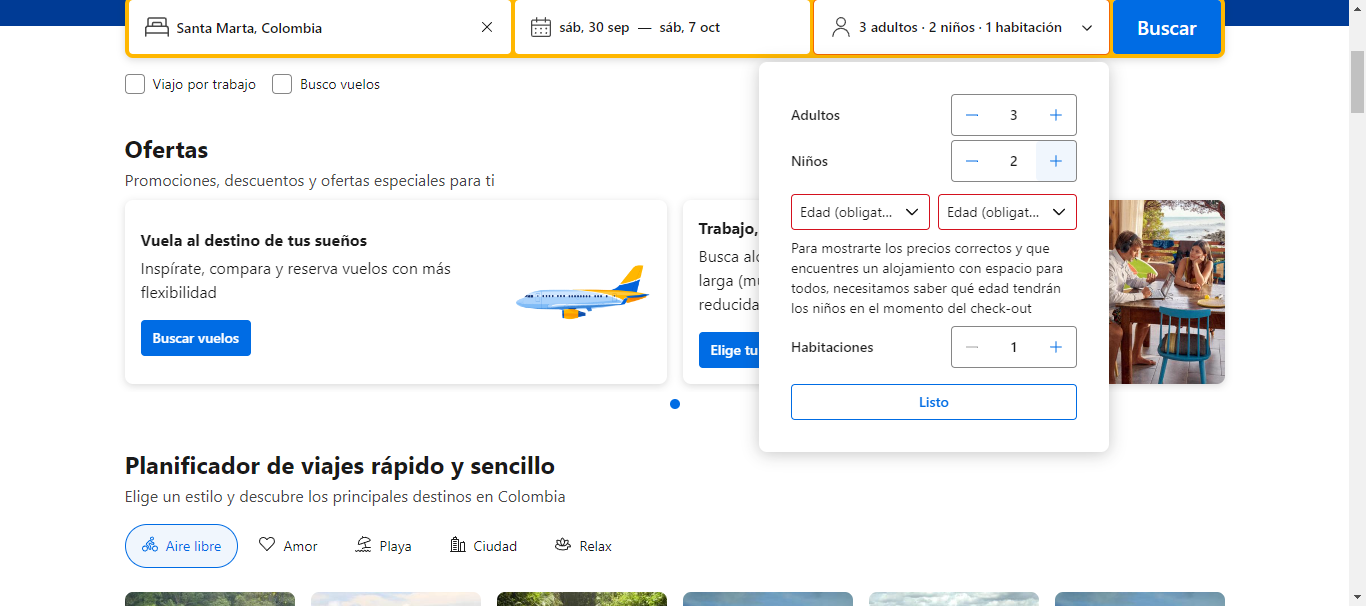 Santa Marta, Colombia
sáb, 30 sep — sáb, 7 oct
3 adultos · 2 niños · 1 habitación
Buscar
Viajo por trabajo
Busco vuelos
Adultos
3
Niños
2
Edad (obligat...
Edad (obligat...
Para mostrarte los precios correctos y que
encuentres un alojamiento con espacio para
todos, necesitamos saber qué edad tendrán
los niños en el momento del check-out
Habitaciones
1
Listo
Ofertas
Promociones, descuentos y ofertas especiales para ti
Vuela al destino de tus sueños
Inspírate, compara y reserva vuelos con más
flexibilidad
Buscar vuelos
Trabajo,
Busca
larga
reducida
Elige tu
Planificador de viajes rápido y sencillo
Elige un estilo y descubre los principales destinos en Colombia
Aire libre
Amor
Playa
Ciudad
Relax